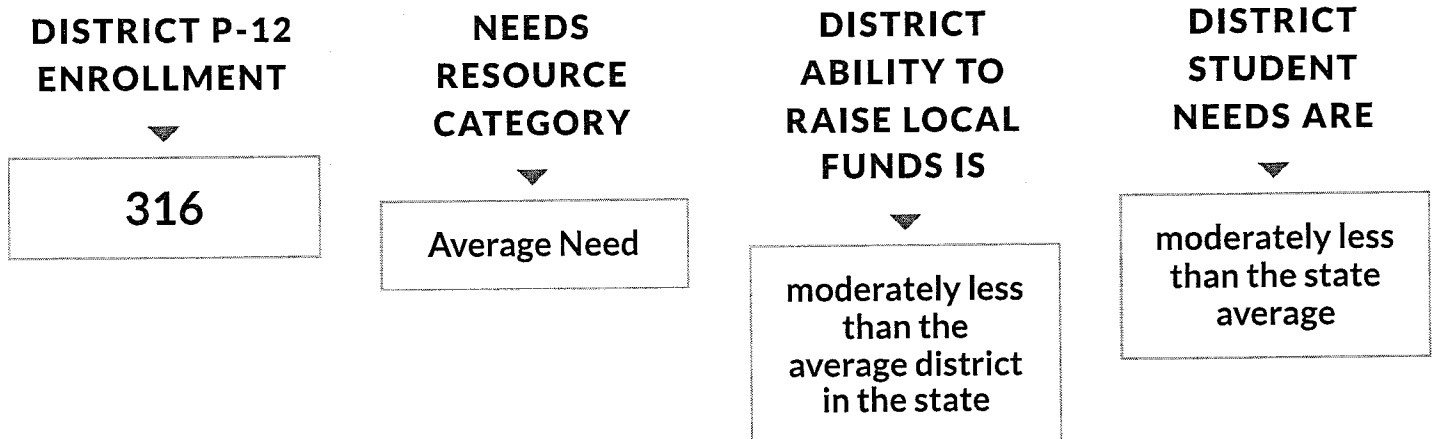 DISTRICT P-12
ENROLLMENT
316
NEEDS
RESOURCE
CATEGORY
Average Need
DISTRICT
ABILITY TO
RAISE LOCAL
FUNDS IS
moderately less
than the
average district
in the state
DISTRICT
STUDENT
NEEDS ARE
moderately less
than the state
average